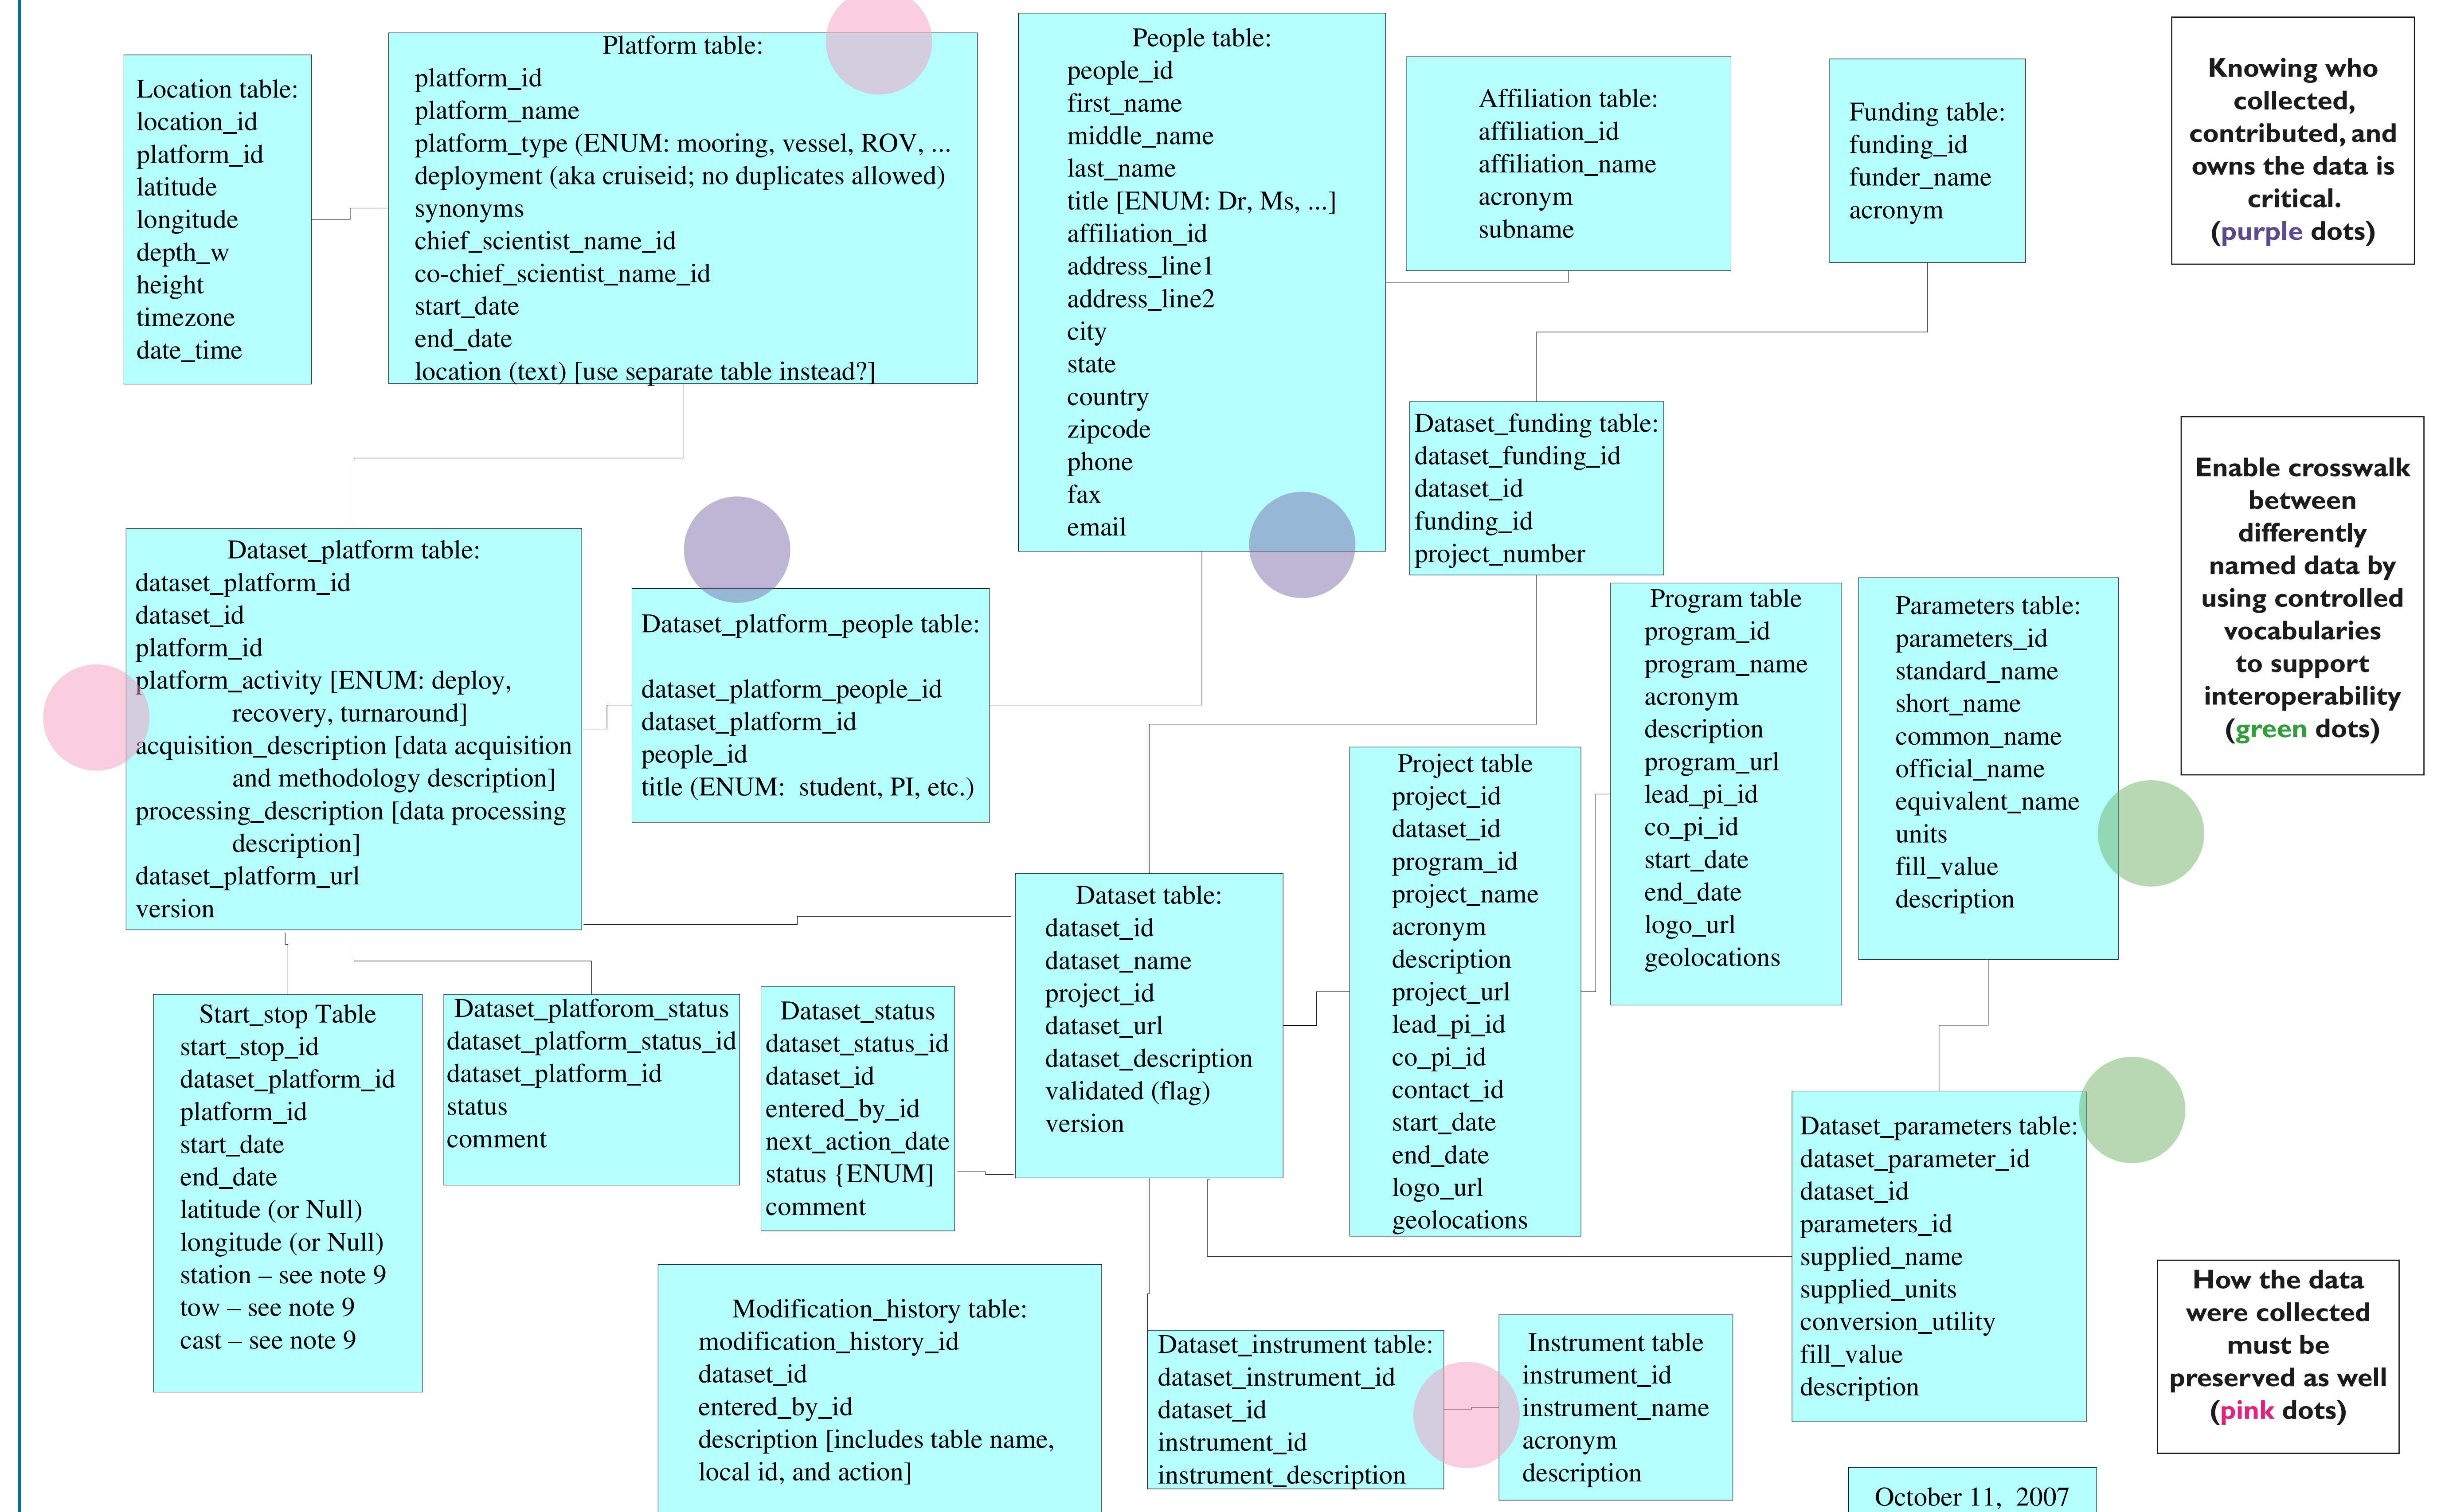 Location table:
location_id
platform_id
latitude
longitude
depth_w
height
timezone
date_time
Platform table:
platform_id
platform_name
platform_type (ENUM: mooring, vessel, ROV, ...
deployment (aka cruiseid; no duplicates allowed)
synonyms
chief_scientist_name_id
co-chief_scientist_name_id
start_date
end_date
location (text) [use separate table instead?]
People table:
people_id
first_name
middle_name
last_name
title [ENUM: Dr, Ms, ...]
affiliation_id
address_line1
address_line2
city
state
country
zipcode
phone
fax
email
Affiliation table:
affiliation_id
affiliation_name
acronym
subname
Funding table:
funding_id
funder_name
acronym
Knowing who
collected,
contributed, and
owns the data is
critical.
(purple dots)
Dataset_funding table:
dataset_funding_id
dataset_id
funding_id
project_number
Enable crosswalk
between
differently
named data by
using controlled
vocabularies
to support
interoperability
(green dots)
Dataset_platform table:
dataset_platform_id
dataset_id
platform_id
platform_activity [ENUM: deploy,
recovery, turnaround]
acquisition_description [data acquisition
and methodology description]
processing_description [data processing
description]
dataset_platform_url
version
Dataset_platform_people table:
dataset_platform_people_id
dataset_platform_id
people_id
title (ENUM:  student, PI, etc.)
Program table
program_id
program_name
acronym
description
program_url
lead_pi_id
co_pi_id
start_date
end_date
logo_url
geolocations
Parameters table:
parameters_id
standard_name
short_name
common_name
official_name
equivalent_name
units
fill_value
description
Project table
project_id
dataset_id
program_id
project_name
acronym
description
project_url
lead_pi_id
co_pi_id
contact_id
start_date
end_date
logo_url
geolocations
Dataset table:
dataset_id
dataset_name
project_id
dataset_url
dataset_description
validated (flag)
version
Start_stop Table
start_stop_id
dataset_platform_id
platform_id
start_date
end_date
latitude (or Null)
longitude (or Null)
station – see note 9
tow – see note 9
cast – see note 9
Dataset_platforom_status
dataset_platform_status_id
dataset_platform_id
status
comment
Dataset_status
dataset_status_id
dataset_id
entered_by_id
next_action_date
status {ENUM]
comment
Dataset_parameters table:
dataset_parameter_id
dataset_id
parameters_id
supplied_name
supplied_units
conversion_utility
fill_value
description
Modification_history table:
modification_history_id
dataset_id
entered_by_id
description [includes table name,
local id, and action]
Dataset_instrument table:
dataset_instrument_id
dataset_id
instrument_id
instrument_description
Instrument table
instrument_id
instrument_name
acronym
description
How the data
were collected
must be
preserved as well
(pink dots)
October 11,  2007